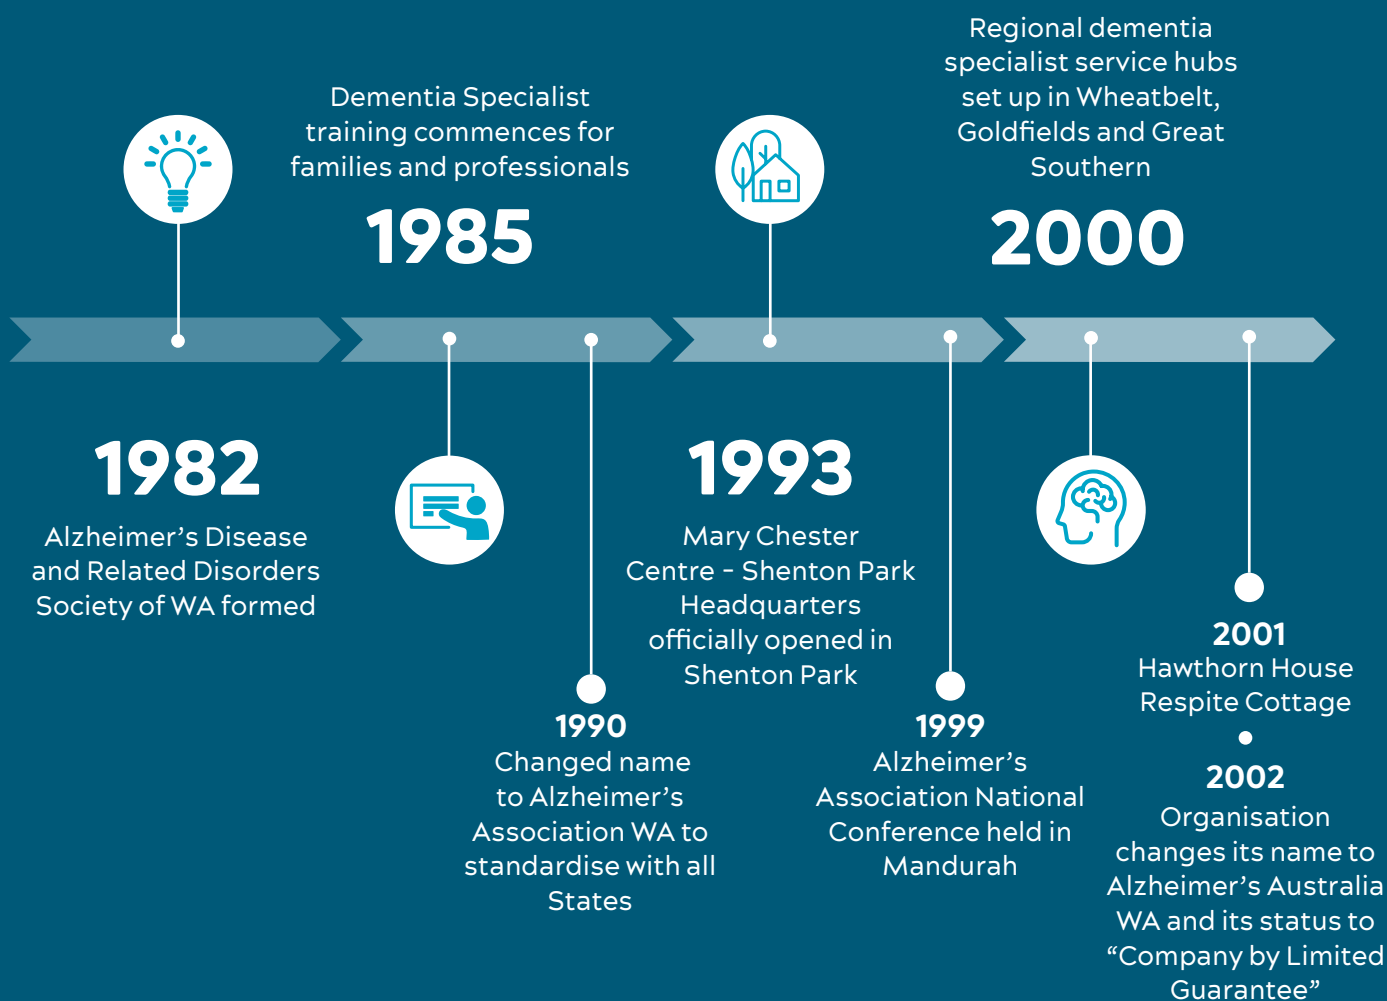 1982
Alzheimer’s Disease
and Related Disorders
Society of WA formed
Dementia Specialist
training commences for
families and professionals
1985
1990
Changed name
to Alzheimer’s
Association WA to
standardise with all
States
1993
Mary Chester
Centre – Shenton Park
Headquarters
officially opened in
Shenton Park
1999
Alzheimer’s
Association National
Conference held in
Mandurah
Regional dementia
specialist service hubs
set up in Wheatbelt,
Goldfields and Great
Southern
2000
2001
Hawthorn House
Respite Cottage
2002
Organisation
changes its name to
Alzheimer’s Australia
WA and its status to
“Company by Limited
Guarantee”